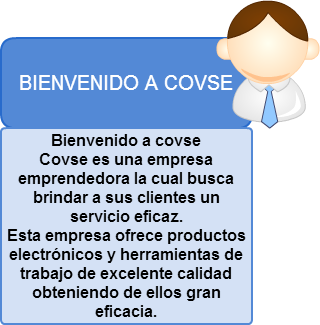 BIENVENIDO A COVSE
Bienvenido a covse
Covse es una empresa
emprendedora la cual busca
brindar a sus clientes un
servicio eficaz.
Esta empresa ofrece productos
electrónicos y herramientas de
trabajo de excelente calidad
obteniendo de ellos gran
eficacia.